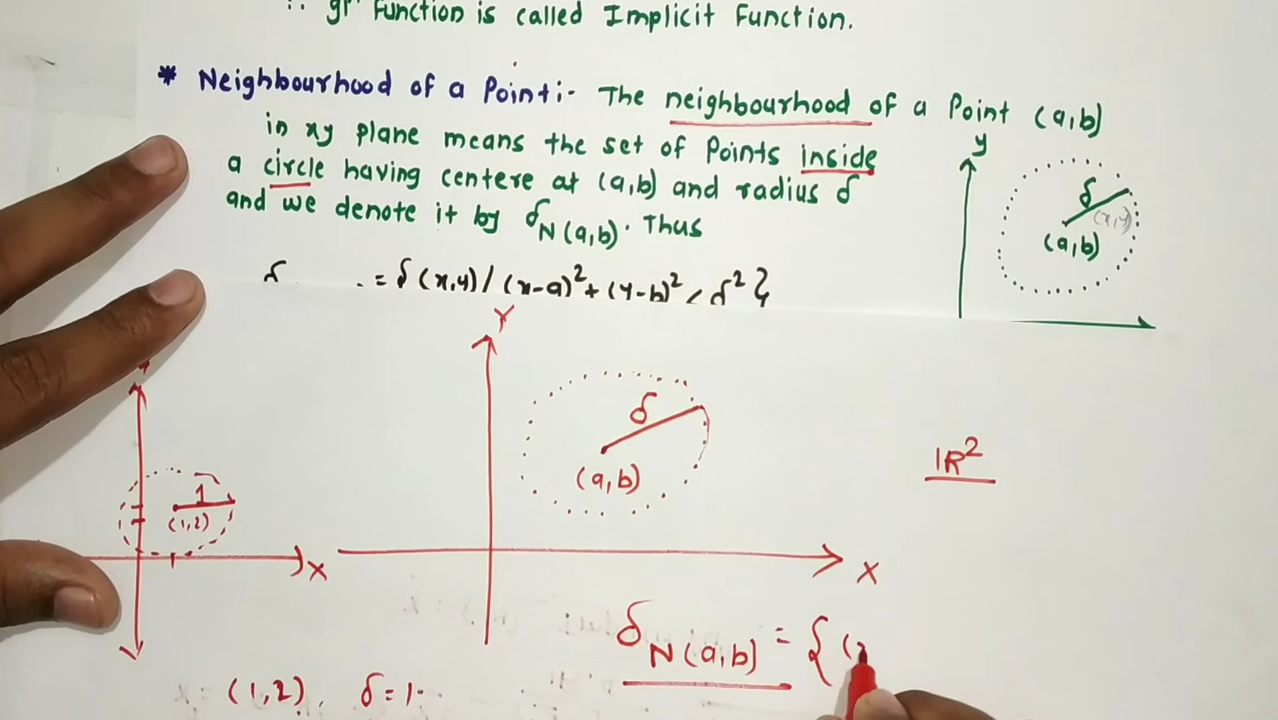 ∴ gn function is called Implicit Function.
* Neighbourhood of a Point:- The neighbourhood of a Point (a,b)
in xy plane means the set of Points inside
a circle having centere at (a,b) and radius δ
and we denote it by δN(a,b). Thus
= δ(x,y) / (x-a)² + (y-b)² < δ² }
y
δ
(x,y)
(a,b)
Y
δ
(a,b)
X
IR²
1
(1,2)
X
δN(a,b) = { (
(1,2), δ=1.